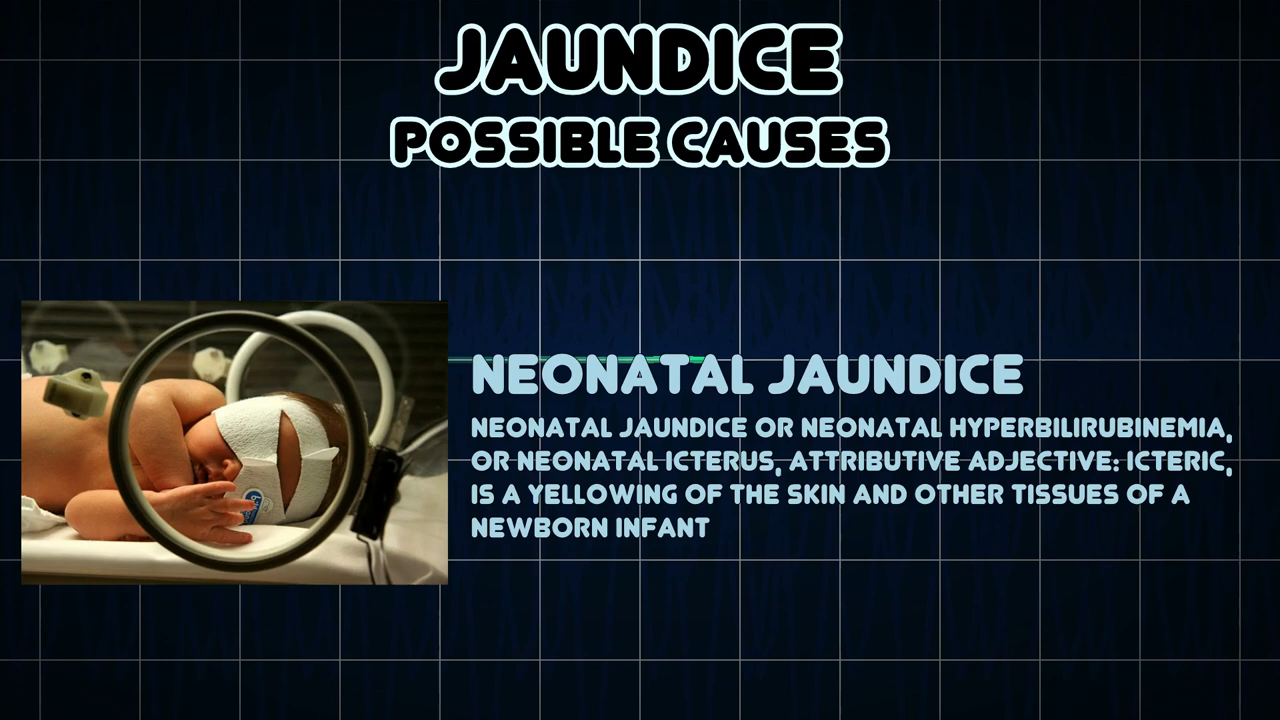 JAUNDICE
POSSIBLE CAUSES
NEONATAL JAUNDICE
NEONATAL JAUNDICE OR NEONATAL HYPERBILIRUBINEMIA,
OR NEONATAL ICTERUS, ATTRIBUTIVE ADJECTIVE: ICTERIC,
IS A YELLOWING OF THE SKIN AND OTHER TISSUES OF A
NEWBORN INFANT